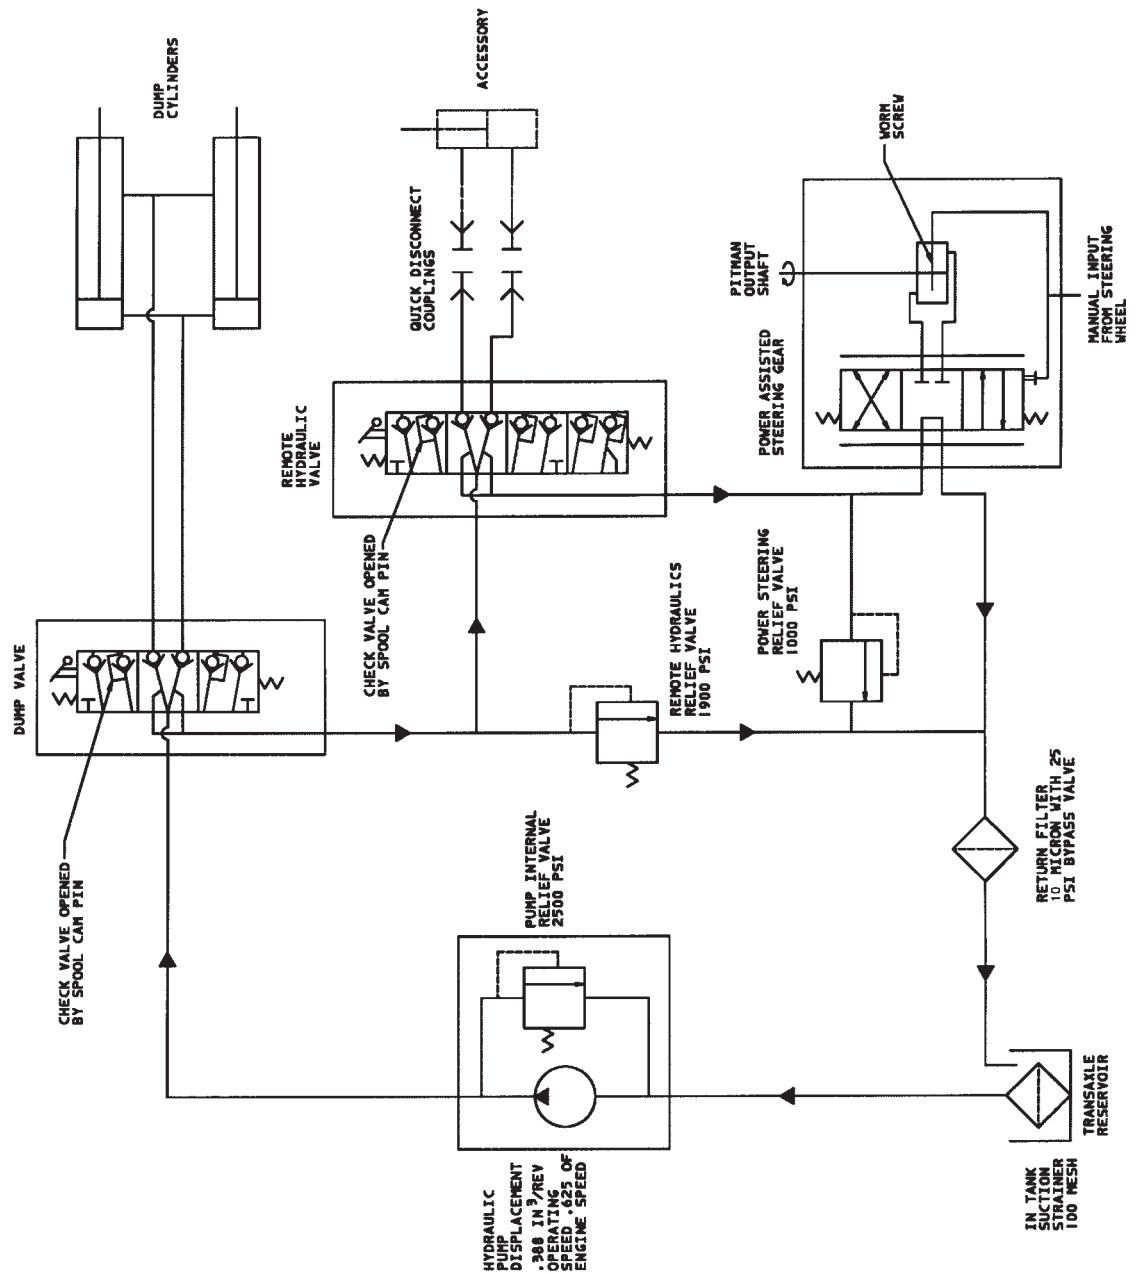 DUMP VALVE
CHECK VALVE OPENED
BY SPOOL CAM PIN
DUMP
CYLINDERS
REMOTE
HYDRAULIC
VALVE
CHECK VALVE OPENED
BY SPOOL CAM PIN
QUICK DISCONNECT
COUPLINGS
ACCESSORY
HYDRAULIC
PUMP
DISPLACEMENT
.388 IN³/REV
OPERATING
SPEED .625 OF
ENGINE SPEED
PUMP INTERNAL
RELIEF VALVE
2500 PSI
REMOTE HYDRAULICS
RELIEF VALVE
1900 PSI
POWER STEERING
RELIEF VALVE
1000 PSI
POWER ASSISTED
STEERING GEAR
PITMAN
OUTPUT
SHAFT
WORM
SCREW
MANUAL INPUT
FROM STEERING
WHEEL
RETURN FILTER
10 MICRON WITH 25
PSI BYPASS VALVE
IN TANK
SUCTION
STRAINER
100 MESH
TRANSAXLE
RESERVOIR